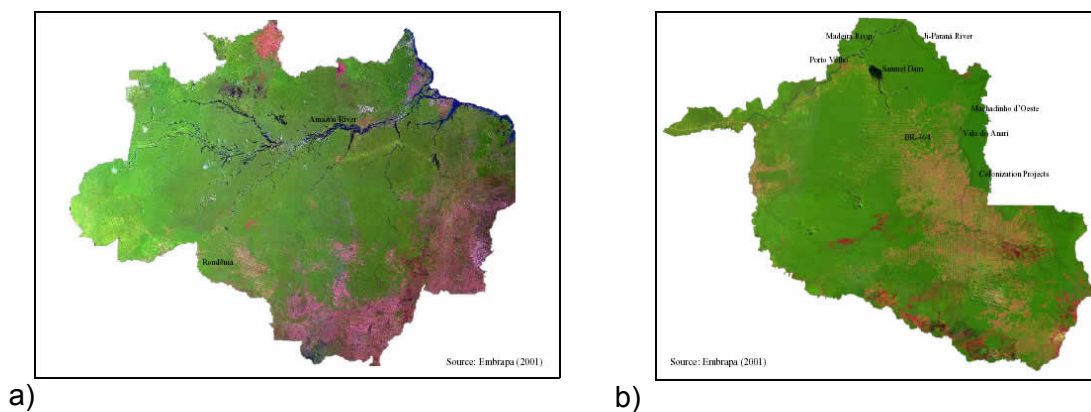 Amazon River
Rondônia
Source: Embrapa (2001)
a)
Madeira River
Ji-Paraná River
Porto Velho
Samuel Dam
Machadinho d'Oeste
BR-364
Vale do Anari
Colonization Projects
Source: Embrapa (2001)
b)